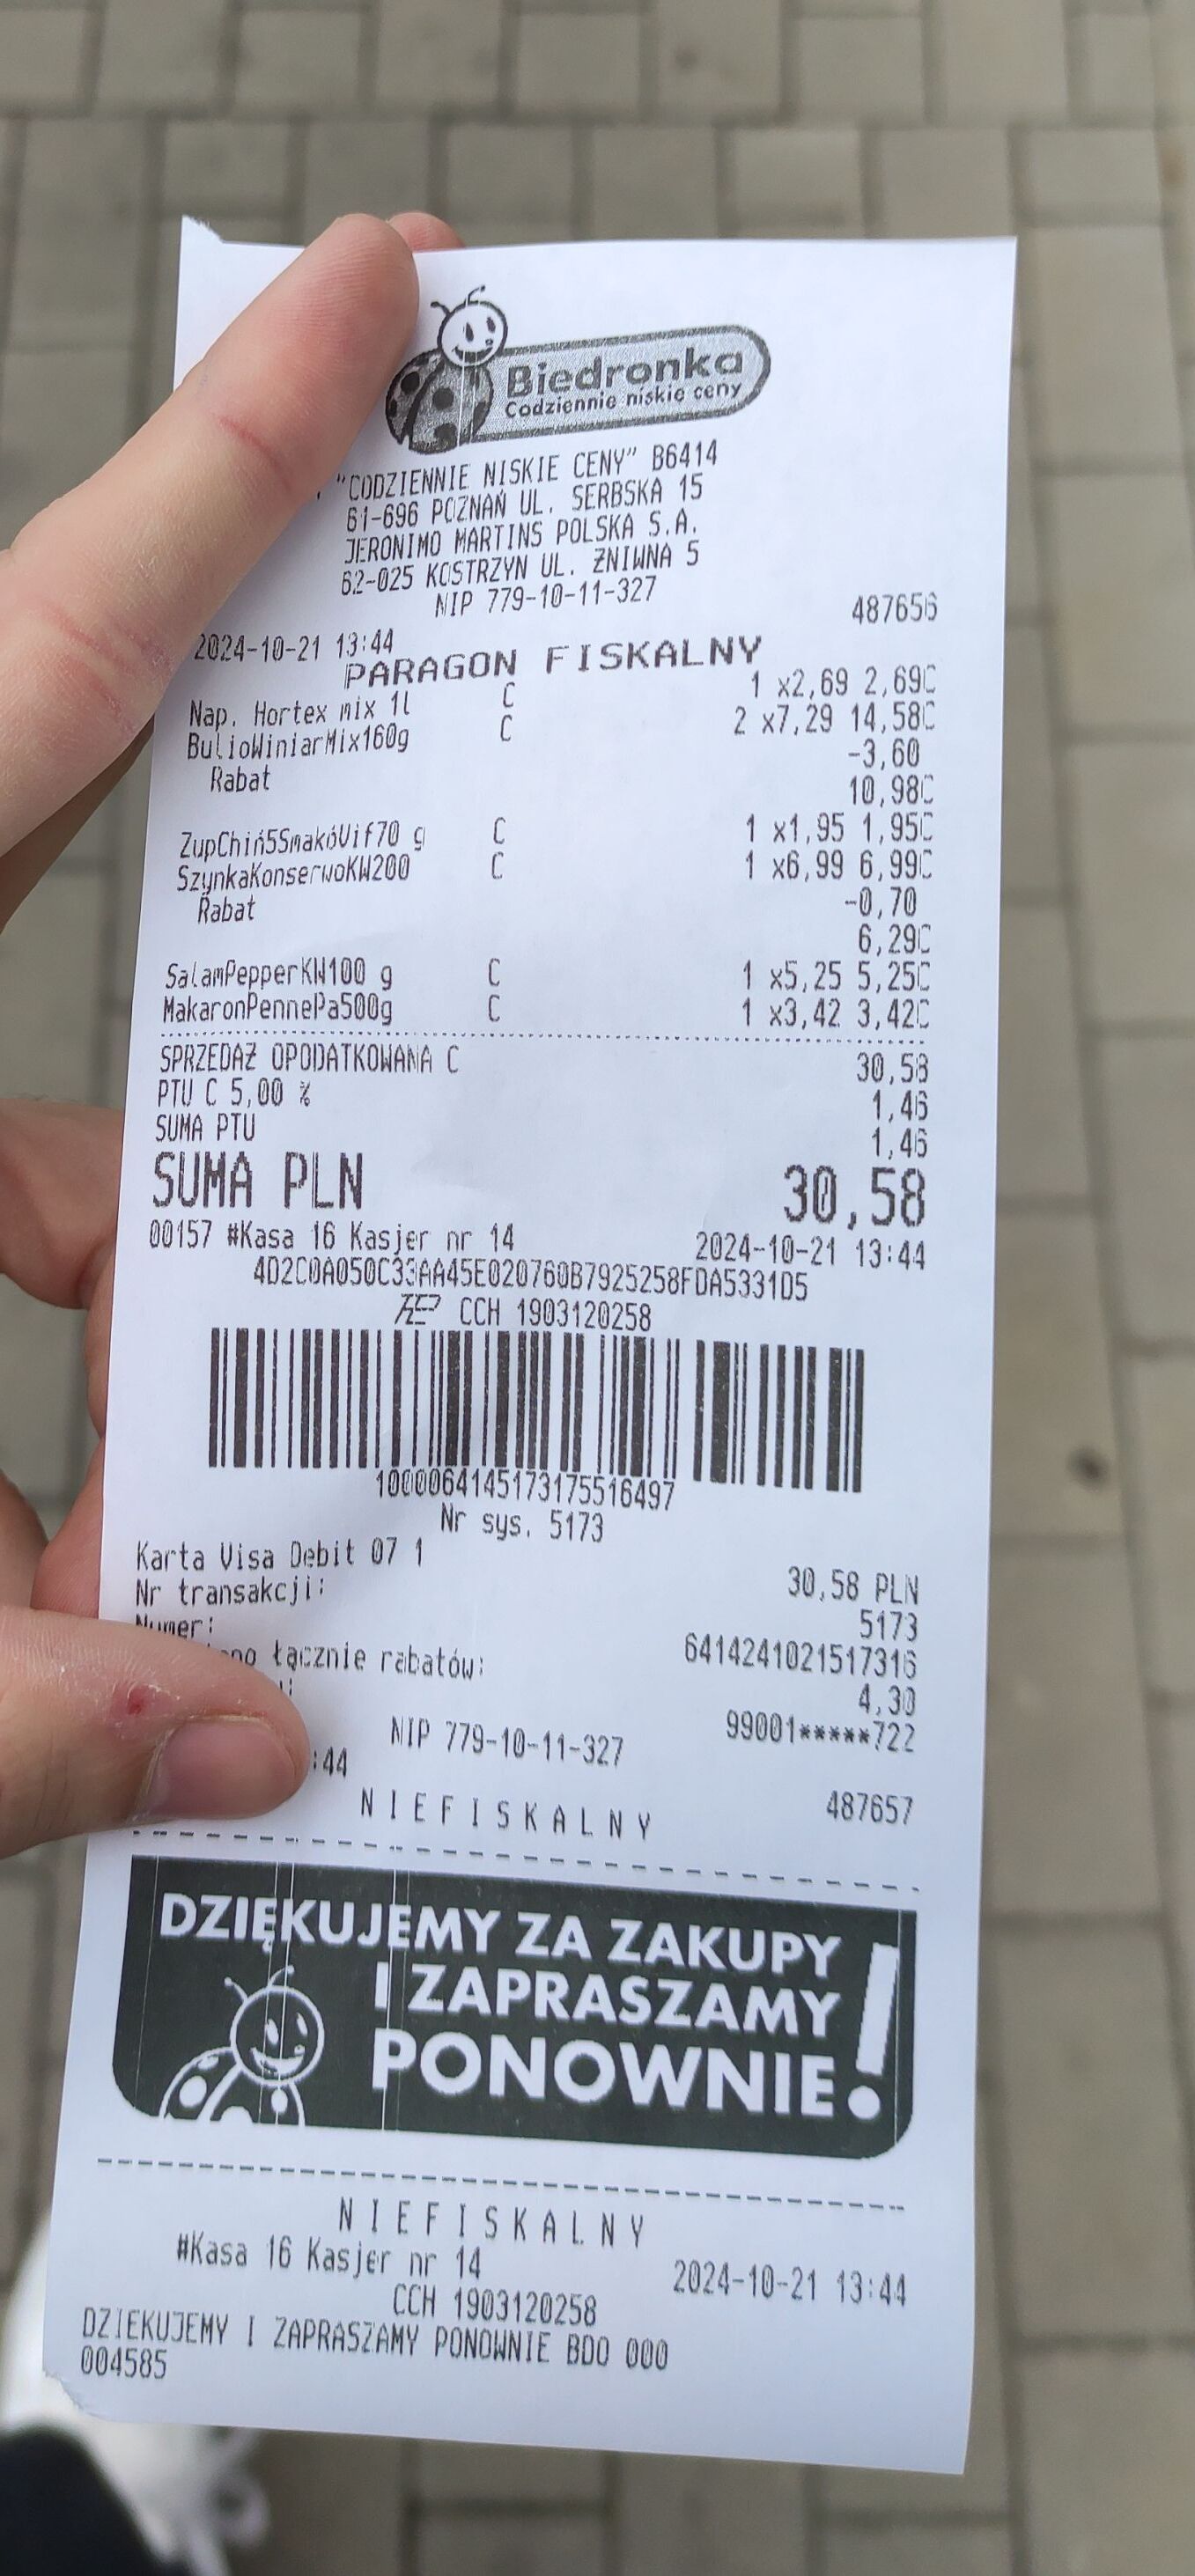 Biedronka
Codziennie niskie ceny
"CODZIENNIE NISKIE CENY" B6414
61-696 POZNAŃ UL. SERBSKA 15
JERONIMO MARTINS POLSKA S.A.
62-025 KOSTRZYN UL. ŻNIWNA 5
NIP 779-10-11-327
2024-10-21 13:44 487656
PARAGON FISKALNY
Nap. Hortex mix 1l C 1 x2,69 2,69C
BulioWiniarMix160g C 2 x7,29 14,58C
Rabat -3,60
10,98C
ZupChiń5SmakóVif70 g C 1 x1,95 1,95C
SzynkaKonserwoKW200 C 1 x6,99 6,99C
Rabat -0,70
6,29C
SalamPepperKW100 g C 1 x5,25 5,25C
MakaronPennePa500g C 1 x3,42 3,42C
SPRZEDAŻ OPODATKOWANA C 30,58
PTU C 5,00 % 1,46
SUMA PTU 1,46
SUMA PLN 30,58
00157 #Kasa 16 Kasjer nr 14 2024-10-21 13:44
4D2C0A050C33AA45E020760B7925258FDA5331D5
CCH 1903120258
1000064145173175516497
Nr sys. 5173
Karta Visa Debit 07 1 30,58 PLN
Nr transakcji: 5173
Numer: 6414241021517316
łącznie rabatów: 4,30
99001*****722
NIP 779-10-11-327
:44 487657
NIEFISKALNY
DZIĘKUJEMY ZA ZAKUPY
I ZAPRASZAMY
PONOWNIE!
NIEFISKALNY
#Kasa 16 Kasjer nr 14 2024-10-21 13:44
CCH 1903120258
DZIEKUJEMY I ZAPRASZAMY PONOWNIE BDO 000
004585